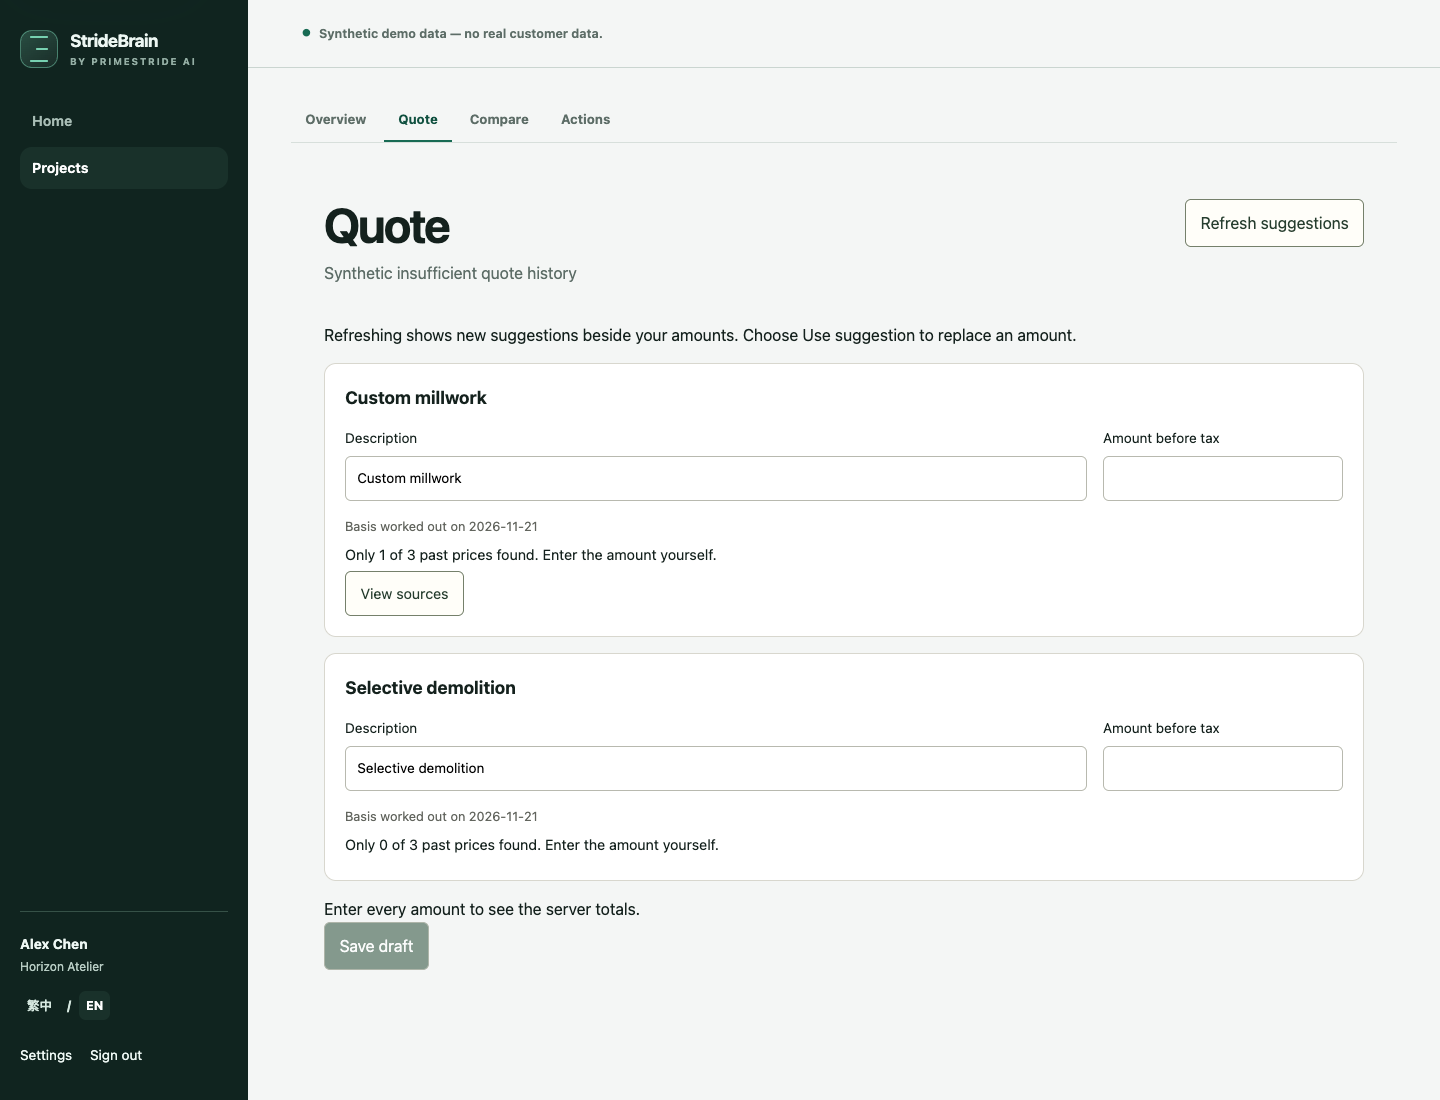 StrideBrain
BY PRIMESTRIDE AI
Home
Projects
Alex Chen
Horizon Atelier
繁中 / EN
Settings Sign out
Synthetic demo data — no real customer data.
Overview Quote Compare Actions
Quote
Refresh suggestions
Synthetic insufficient quote history
Refreshing shows new suggestions beside your amounts. Choose Use suggestion to replace an amount.
Custom millwork
Description Amount before tax
Custom millwork
Basis worked out on 2026-11-21
Only 1 of 3 past prices found. Enter the amount yourself.
View sources
Selective demolition
Description Amount before tax
Selective demolition
Basis worked out on 2026-11-21
Only 0 of 3 past prices found. Enter the amount yourself.
Enter every amount to see the server totals.
Save draft